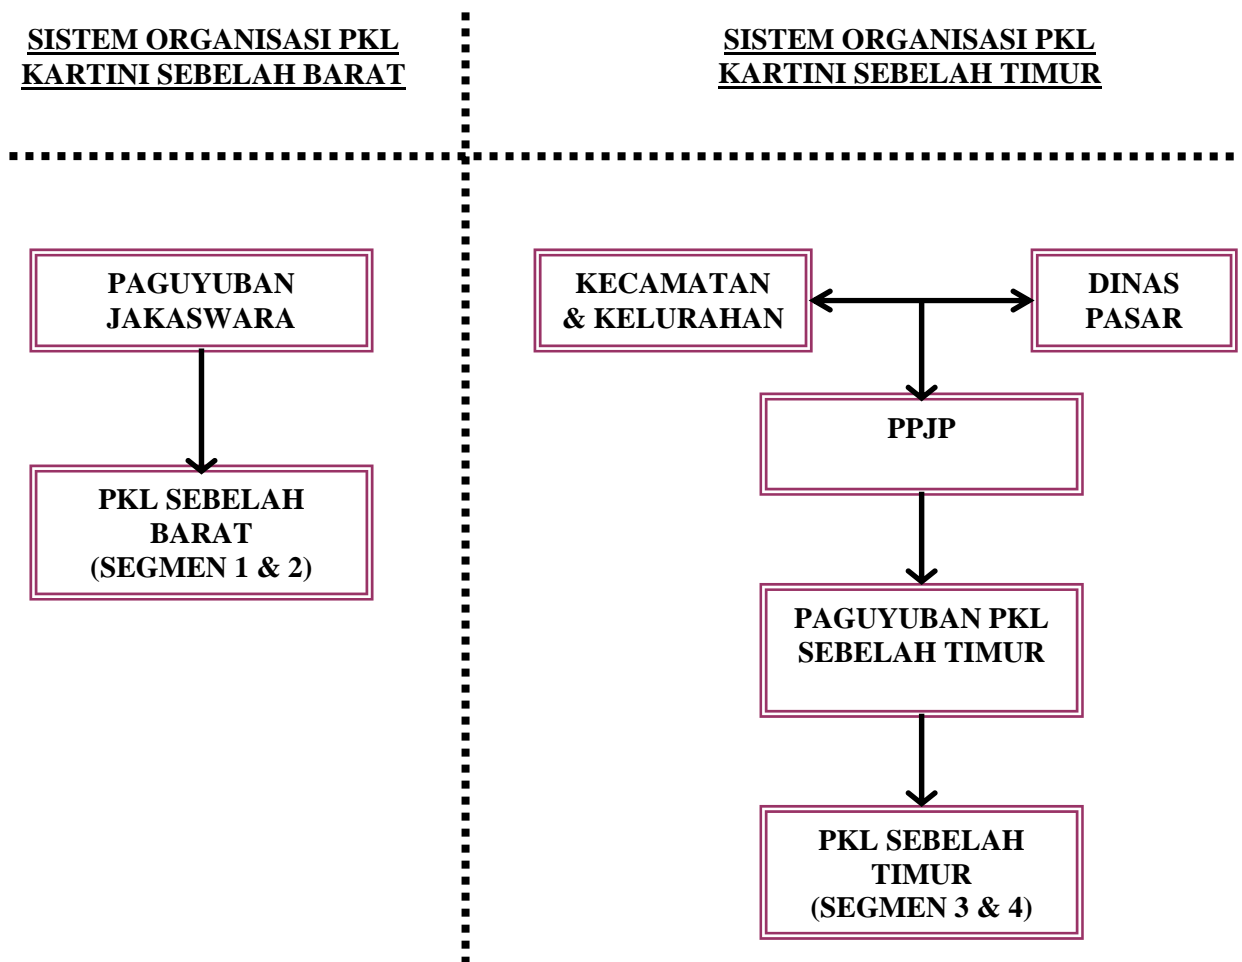 SISTEM ORGANISASI PKL
KARTINI SEBELAH BARAT
SISTEM ORGANISASI PKL
KARTINI SEBELAH TIMUR
PAGUYUBAN
JAKASWARA
PKL SEBELAH
BARAT
(SEGMEN 1 & 2)
KECAMATAN
& KELURAHAN
DINAS
PASAR
PPJP
PAGUYUBAN PKL
SEBELAH TIMUR
PKL SEBELAH
TIMUR
(SEGMEN 3 & 4)